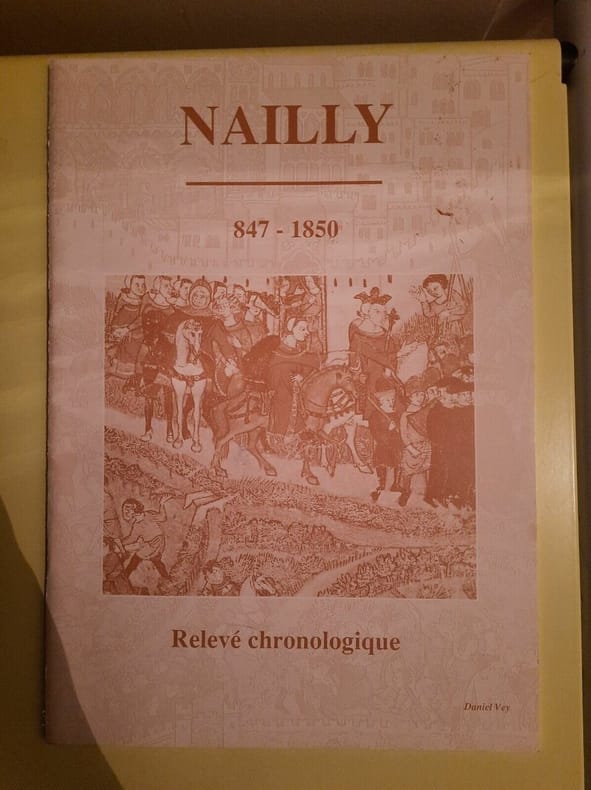 NAILLY
847 - 1850
Relevé chronologique
Daniel Vey